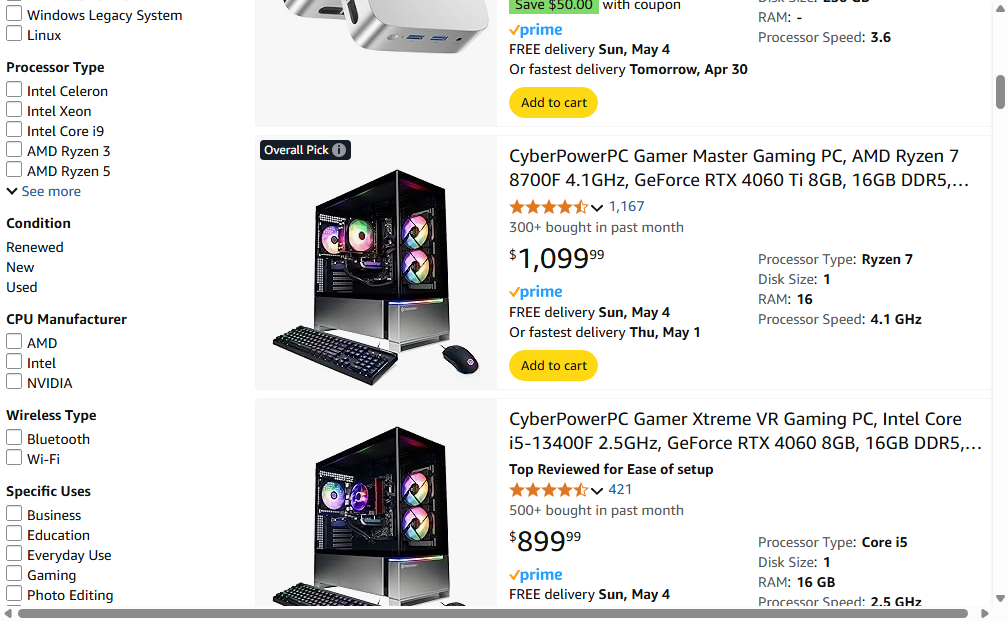 Windows Legacy System
Linux
Processor Type
Intel Celeron
Intel Xeon
Intel Core i9
AMD Ryzen 3
AMD Ryzen 5
See more
Condition
Renewed
New
Used
CPU Manufacturer
AMD
Intel
NVIDIA
Wireless Type
Bluetooth
Wi-Fi
Specific Uses
Business
Education
Everyday Use
Gaming
Photo Editing
Save $50.00 with coupon
prime
FREE delivery Sun, May 4
Or fastest delivery Tomorrow, Apr 30
Add to cart
Disk Size: 256 GB
RAM: -
Processor Speed: 3.6
Overall Pick
CyberPowerPC Gamer Master Gaming PC, AMD Ryzen 7
8700F 4.1GHz, GeForce RTX 4060 Ti 8GB, 16GB DDR5,…
1,167
300+ bought in past month
$1,099.99
prime
FREE delivery Sun, May 4
Or fastest delivery Thu, May 1
Add to cart
Processor Type: Ryzen 7
Disk Size: 1
RAM: 16
Processor Speed: 4.1 GHz
CyberPowerPC Gamer Xtreme VR Gaming PC, Intel Core
i5-13400F 2.5GHz, GeForce RTX 4060 8GB, 16GB DDR5,…
Top Reviewed for Ease of setup
421
500+ bought in past month
$899.99
prime
FREE delivery Sun, May 4
Processor Type: Core i5
Disk Size: 1
RAM: 16 GB
Processor Speed: 2.5 GHz